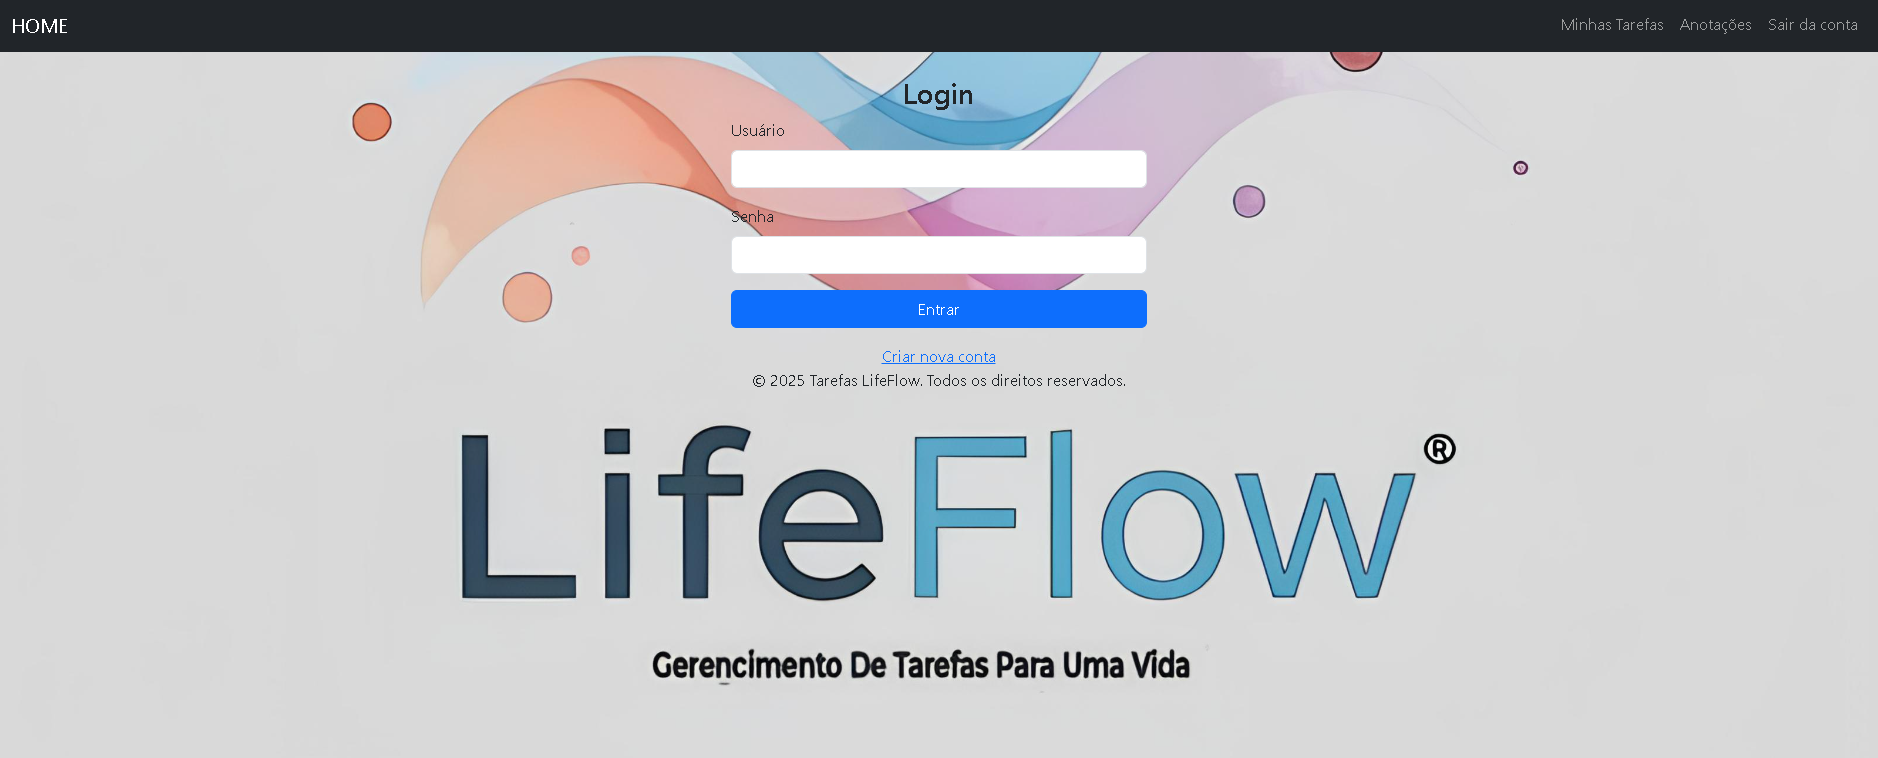 HOME
Minhas Tarefas Anotações Sair da conta
Login
Usuário
Senha
Entrar
Criar nova conta
© 2025 Tarefas LifeFlow. Todos os direitos reservados.
LifeFlow®
Gerencimento De Tarefas Para Uma Vida